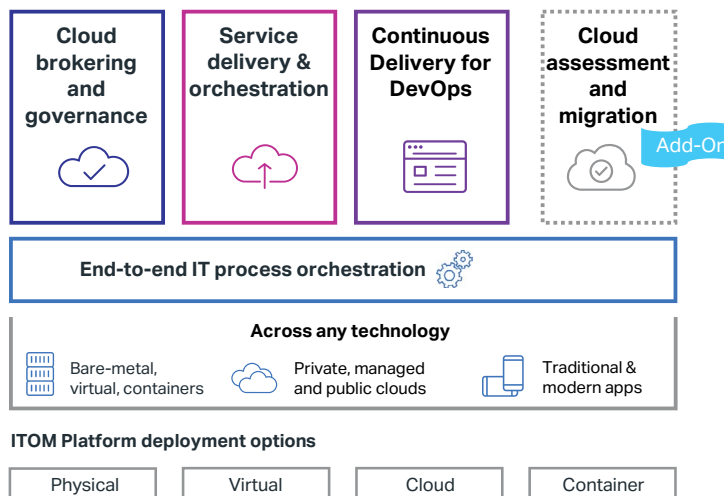 Cloud
brokering
and
governance
Service
delivery &
orchestration
Continuous
Delivery for
DevOps
Cloud
assessment
and
migration
Add-On
End-to-end IT process orchestration
Across any technology
Bare-metal,
virtual, containers
Private, managed
and public clouds
Traditional &
modern apps
ITOM Platform deployment options
Physical
Virtual
Cloud
Container